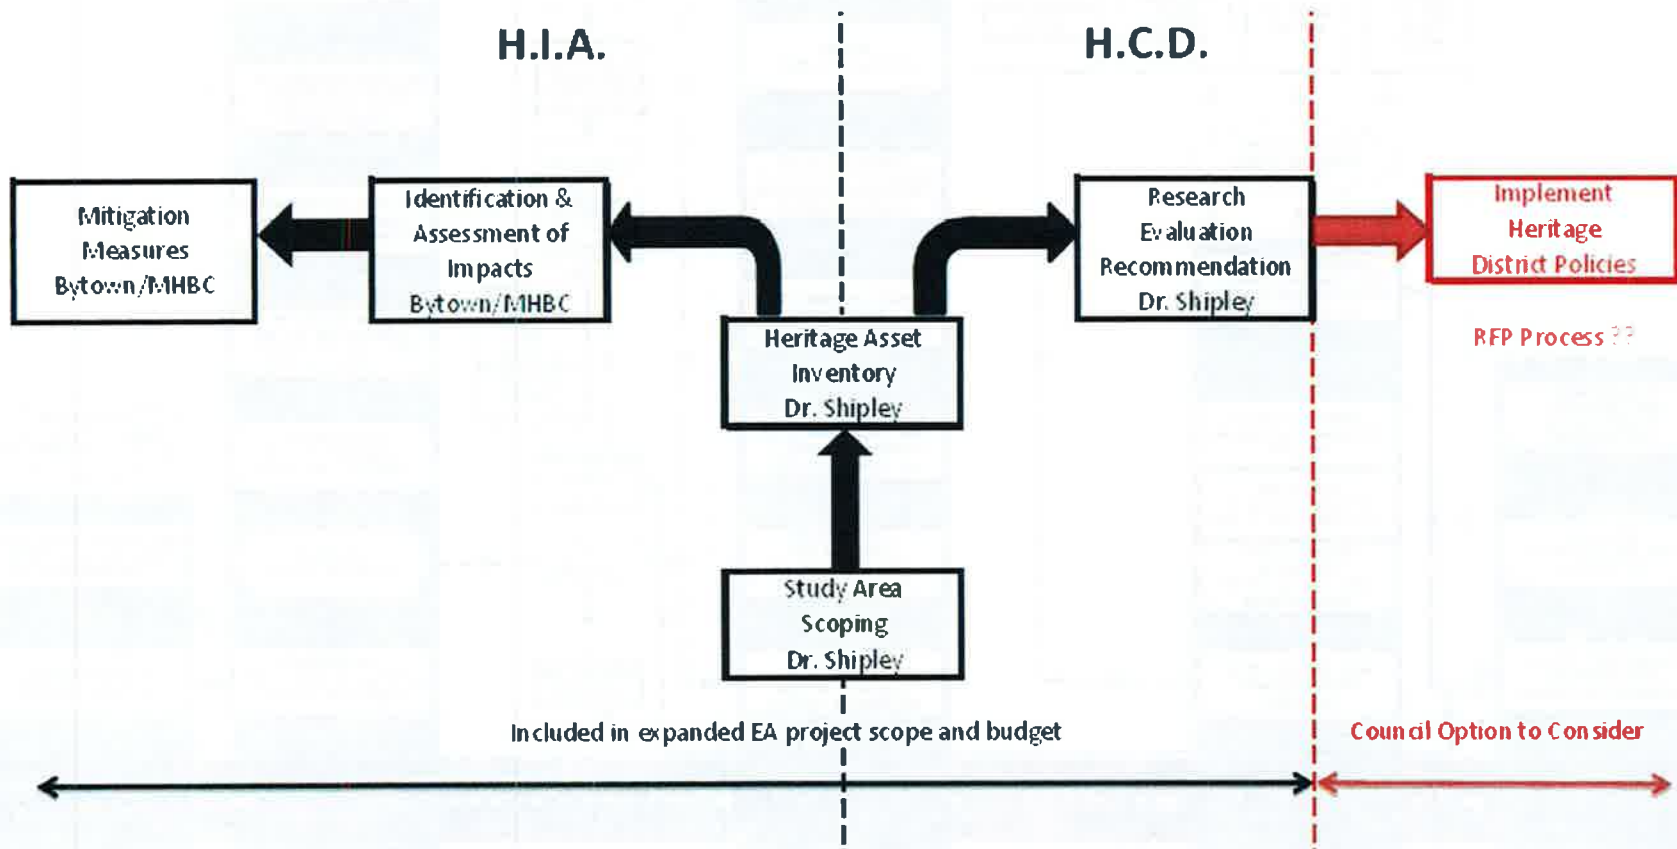 H.I.A.
H.C.D.
Mitigation
Measures
Bytown/MHBC
Identification &
Assessment of
Impacts
Bytown/MHBC
Heritage Asset
Inventory
Dr. Shipley
Research
Evaluation
Recommendation
Dr. Shipley
Implement
Heritage
District Policies
RFP Process ??
Study Area
Scoping
Dr. Shipley
Included in expanded EA project scope and budget
Council Option to Consider